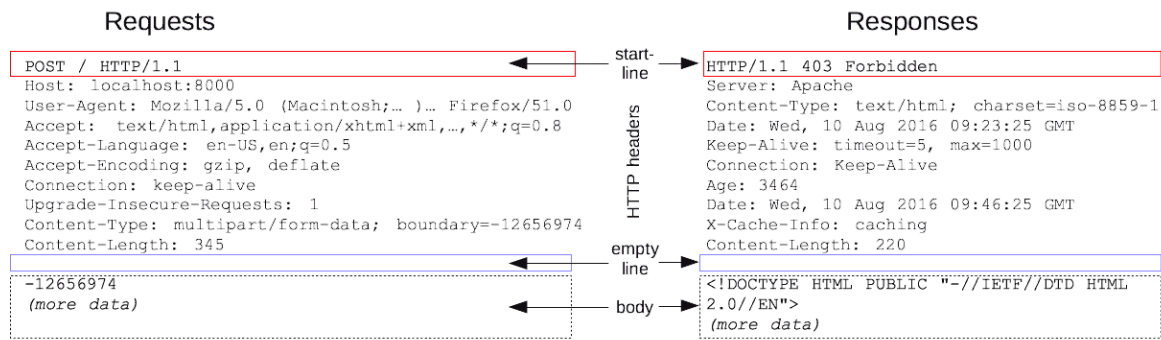 Requests
POST / HTTP/1.1
Host: localhost:8000
User-Agent: Mozilla/5.0 (Macintosh;… )… Firefox/51.0
Accept: text/html,application/xhtml+xml,…,*/*;q=0.8
Accept-Language: en-US,en;q=0.5
Accept-Encoding: gzip, deflate
Connection: keep-alive
Upgrade-Insecure-Requests: 1
Content-Type: multipart/form-data; boundary=-12656974
Content-Length: 345
-12656974
(more data)
start-
line
HTTP headers
empty
line
body
Responses
HTTP/1.1 403 Forbidden
Server: Apache
Content-Type: text/html; charset=iso-8859-1
Date: Wed, 10 Aug 2016 09:23:25 GMT
Keep-Alive: timeout=5, max=1000
Connection: Keep-Alive
Age: 3464
Date: Wed, 10 Aug 2016 09:46:25 GMT
X-Cache-Info: caching
Content-Length: 220
<!DOCTYPE HTML PUBLIC "-//IETF//DTD HTML
2.0//EN">
(more data)